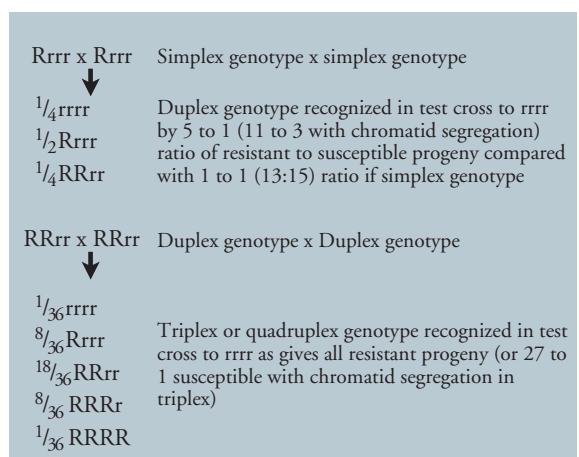 Rrrr x Rrrr Simplex genotype x simplex genotype
1/4rrrr Duplex genotype recognized in test cross to rrrr
1/2Rrrr by 5 to 1 (11 to 3 with chromatid segregation)
ratio of resistant to susceptible progeny compared
1/4RRrr with 1 to 1 (13:15) ratio if simplex genotype
RRrr x RRrr Duplex genotype x Duplex genotype
1/36rrrr
8/36Rrrr Triplex or quadruplex genotype recognized in test
18/36RRrr cross to rrrr as gives all resistant progeny (or 27 to
1 susceptible with chromatid segregation in
8/36 RRRr triplex)
1/36 RRRR